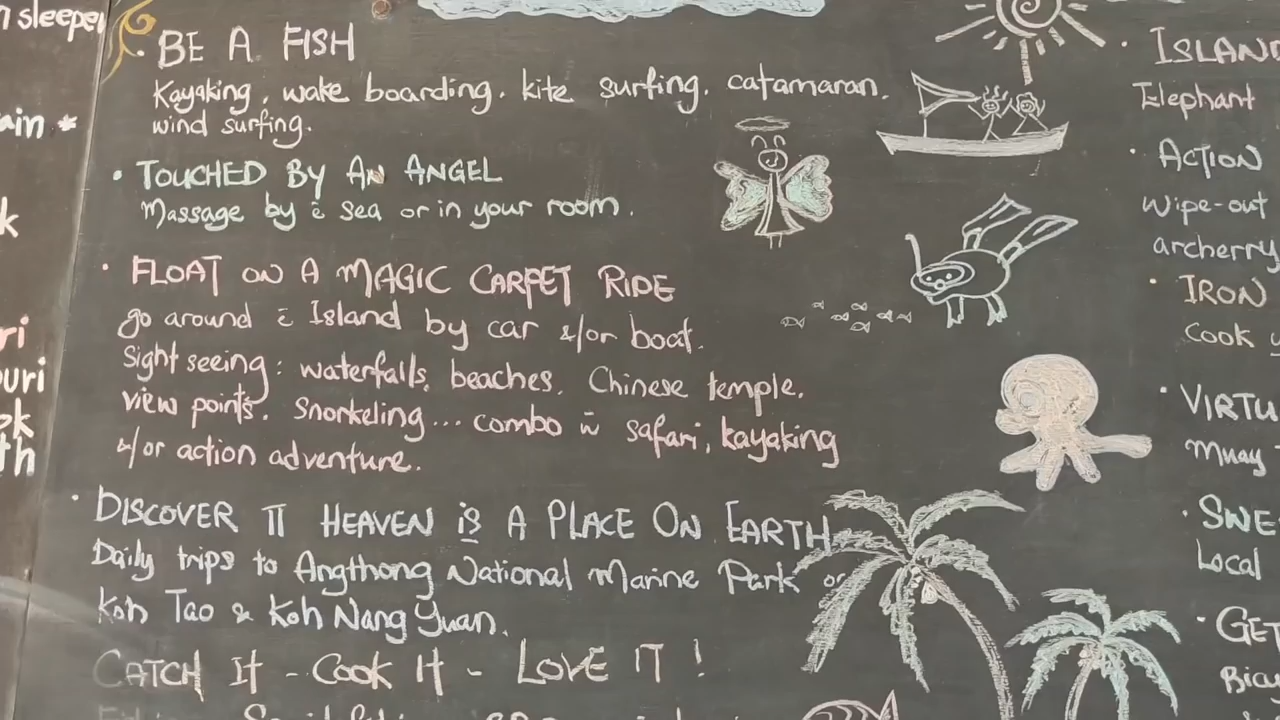 n sleeper
ain *
k
ri
ouri
ok
th
• BE A FISH
Kayaking, wake boarding. kite surfing. catamaran.
wind surfing.
• TOUCHED BY AN ANGEL
Massage by ē sea or in your room.
• FLOAT ON A MAGIC CARPET RIDE
go around ē Island by car &/or boat.
Sight seeing: waterfalls, beaches. Chinese temple.
view points. Snorkeling... combo w̄ safari, kayaking
&/or action adventure.
• DISCOVER π HEAVEN IS A PLACE ON EARTH
Daily trips to Angthong National Marine Park or
Koh Tao & Koh Nang Yuan.
CATCH It - COOK IT - LOVE IT !
• ISLAND
Elephant
• ACTION
Wipe-out
archerry
• IRON
Cook y
• VIRTU
Muay T
• SWE
Local
• GET
Bicy